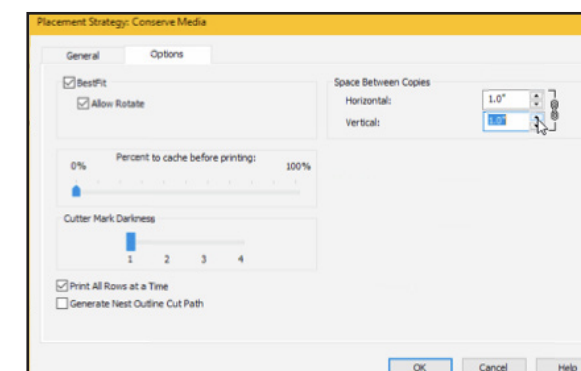 Placement Strategy: Conserve Media
General Options
BestFit
Allow Rotate
Space Between Copies
Horizontal: 1.0"
Vertical: 1.0"
Percent to cache before printing:
0% 100%
Cutter Mark Darkness
1 2 3 4
Print All Rows at a Time
Generate Nest Outline Cut Path
OK Cancel Help